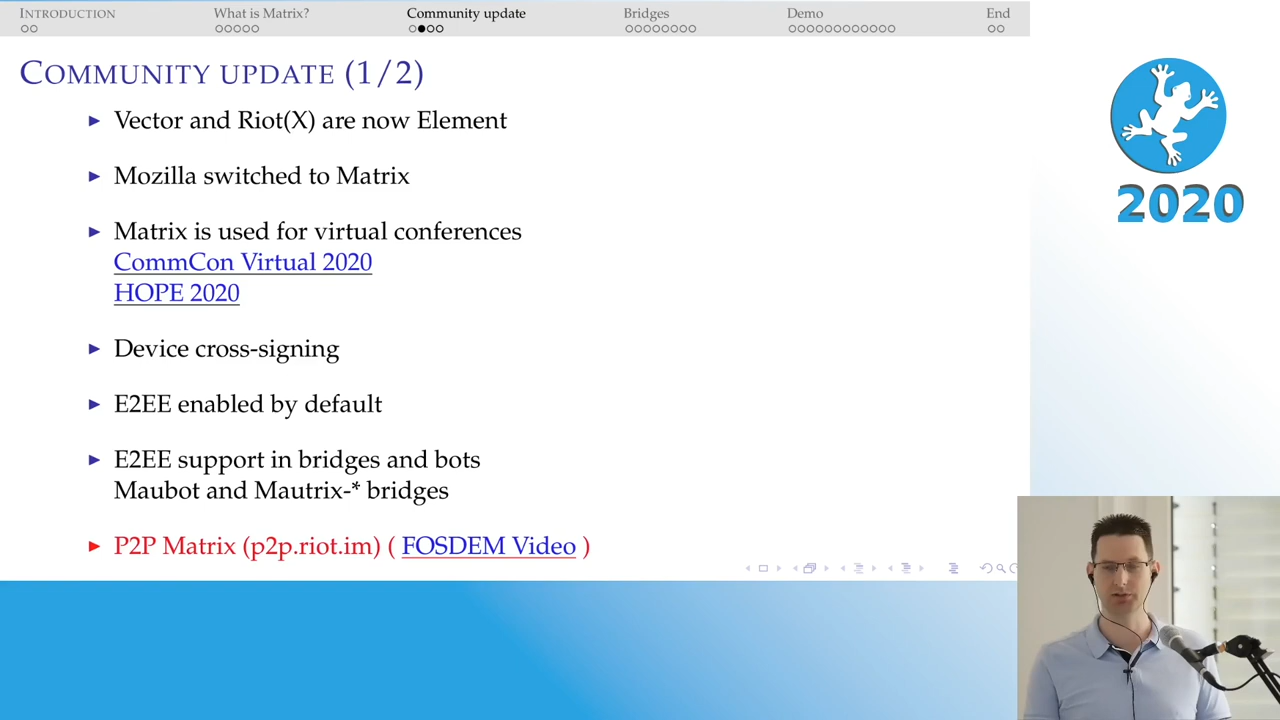 INTRODUCTION What is Matrix? Community update Bridges Demo End
COMMUNITY UPDATE (1/2)
Vector and Riot(X) are now Element
Mozilla switched to Matrix
Matrix is used for virtual conferences
CommCon Virtual 2020
HOPE 2020
Device cross-signing
E2EE enabled by default
E2EE support in bridges and bots
Maubot and Mautrix-* bridges
P2P Matrix (p2p.riot.im) ( FOSDEM Video )
2020